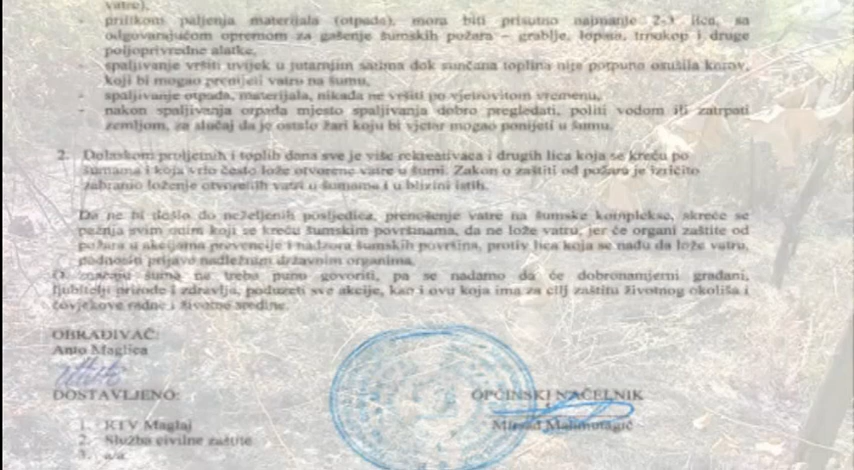 vatre).
- prilikom paljenja materijala (otpada), mora biti prisutno najmanje 2-3 lica, sa
odgovarajućom opremom za gašenje šumskih požara – grablje, lopata, trnokop i druge
poljoprivredne alatke,
- spaljivanje vršiti uvijek u jutarnjim satima dok sunčana toplina nije potpuno osušila korov,
koji bi mogao prenijeti vatru na šumu,
- spaljivanje otpada, materijala, nikada ne vršiti po vjetrovitom vremenu,
- nakon spaljivanja otpada mjesto spaljivanja dobro pregledati, politi vodom ili zatrpati
zemljom, za slučaj da je ostalo žari koju bi vjetar mogao ponijeti u šumu.
2. Dolaskom proljetnih i toplih dana sve je više rekreativaca i drugih lica koja se kreću po
šumama i koja vrlo često lože otvorene vatre u šumi. Zakon o zaštiti od požara je izričito
zabranio loženje otvorenih vatri u šumama i u blizini istih.
Da ne bi došlo do neželjenih posljedica, prenošenje vatre na šumske komplekse, skreće se
pažnja svim onim koji se kreću šumskim površinama, da ne lože vatru, jer će organi zaštite od
požara u akcijama prevencije i nadzora šumskih površina, protiv lica koja se nađu da lože vatru,
podnositi prijave nadležnim državnim organima.
O značaju šuma ne treba puno govoriti, pa se nadamo da će dobronamjerni građani,
ljubitelji prirode i zdravlja, poduzeti sve akcije, kao i ovu koja ima za cilj zaštitu životnog okoliša i
čovjekove radne i životne sredine.
OBRAĐIVAČ:
Anto Maglica
DOSTAVLJENO:
OPĆINSKI NAČELNIK
Mirsad Mahmutagić
1. RTV Maglaj
2. Služba civilne zaštite
3. a/a